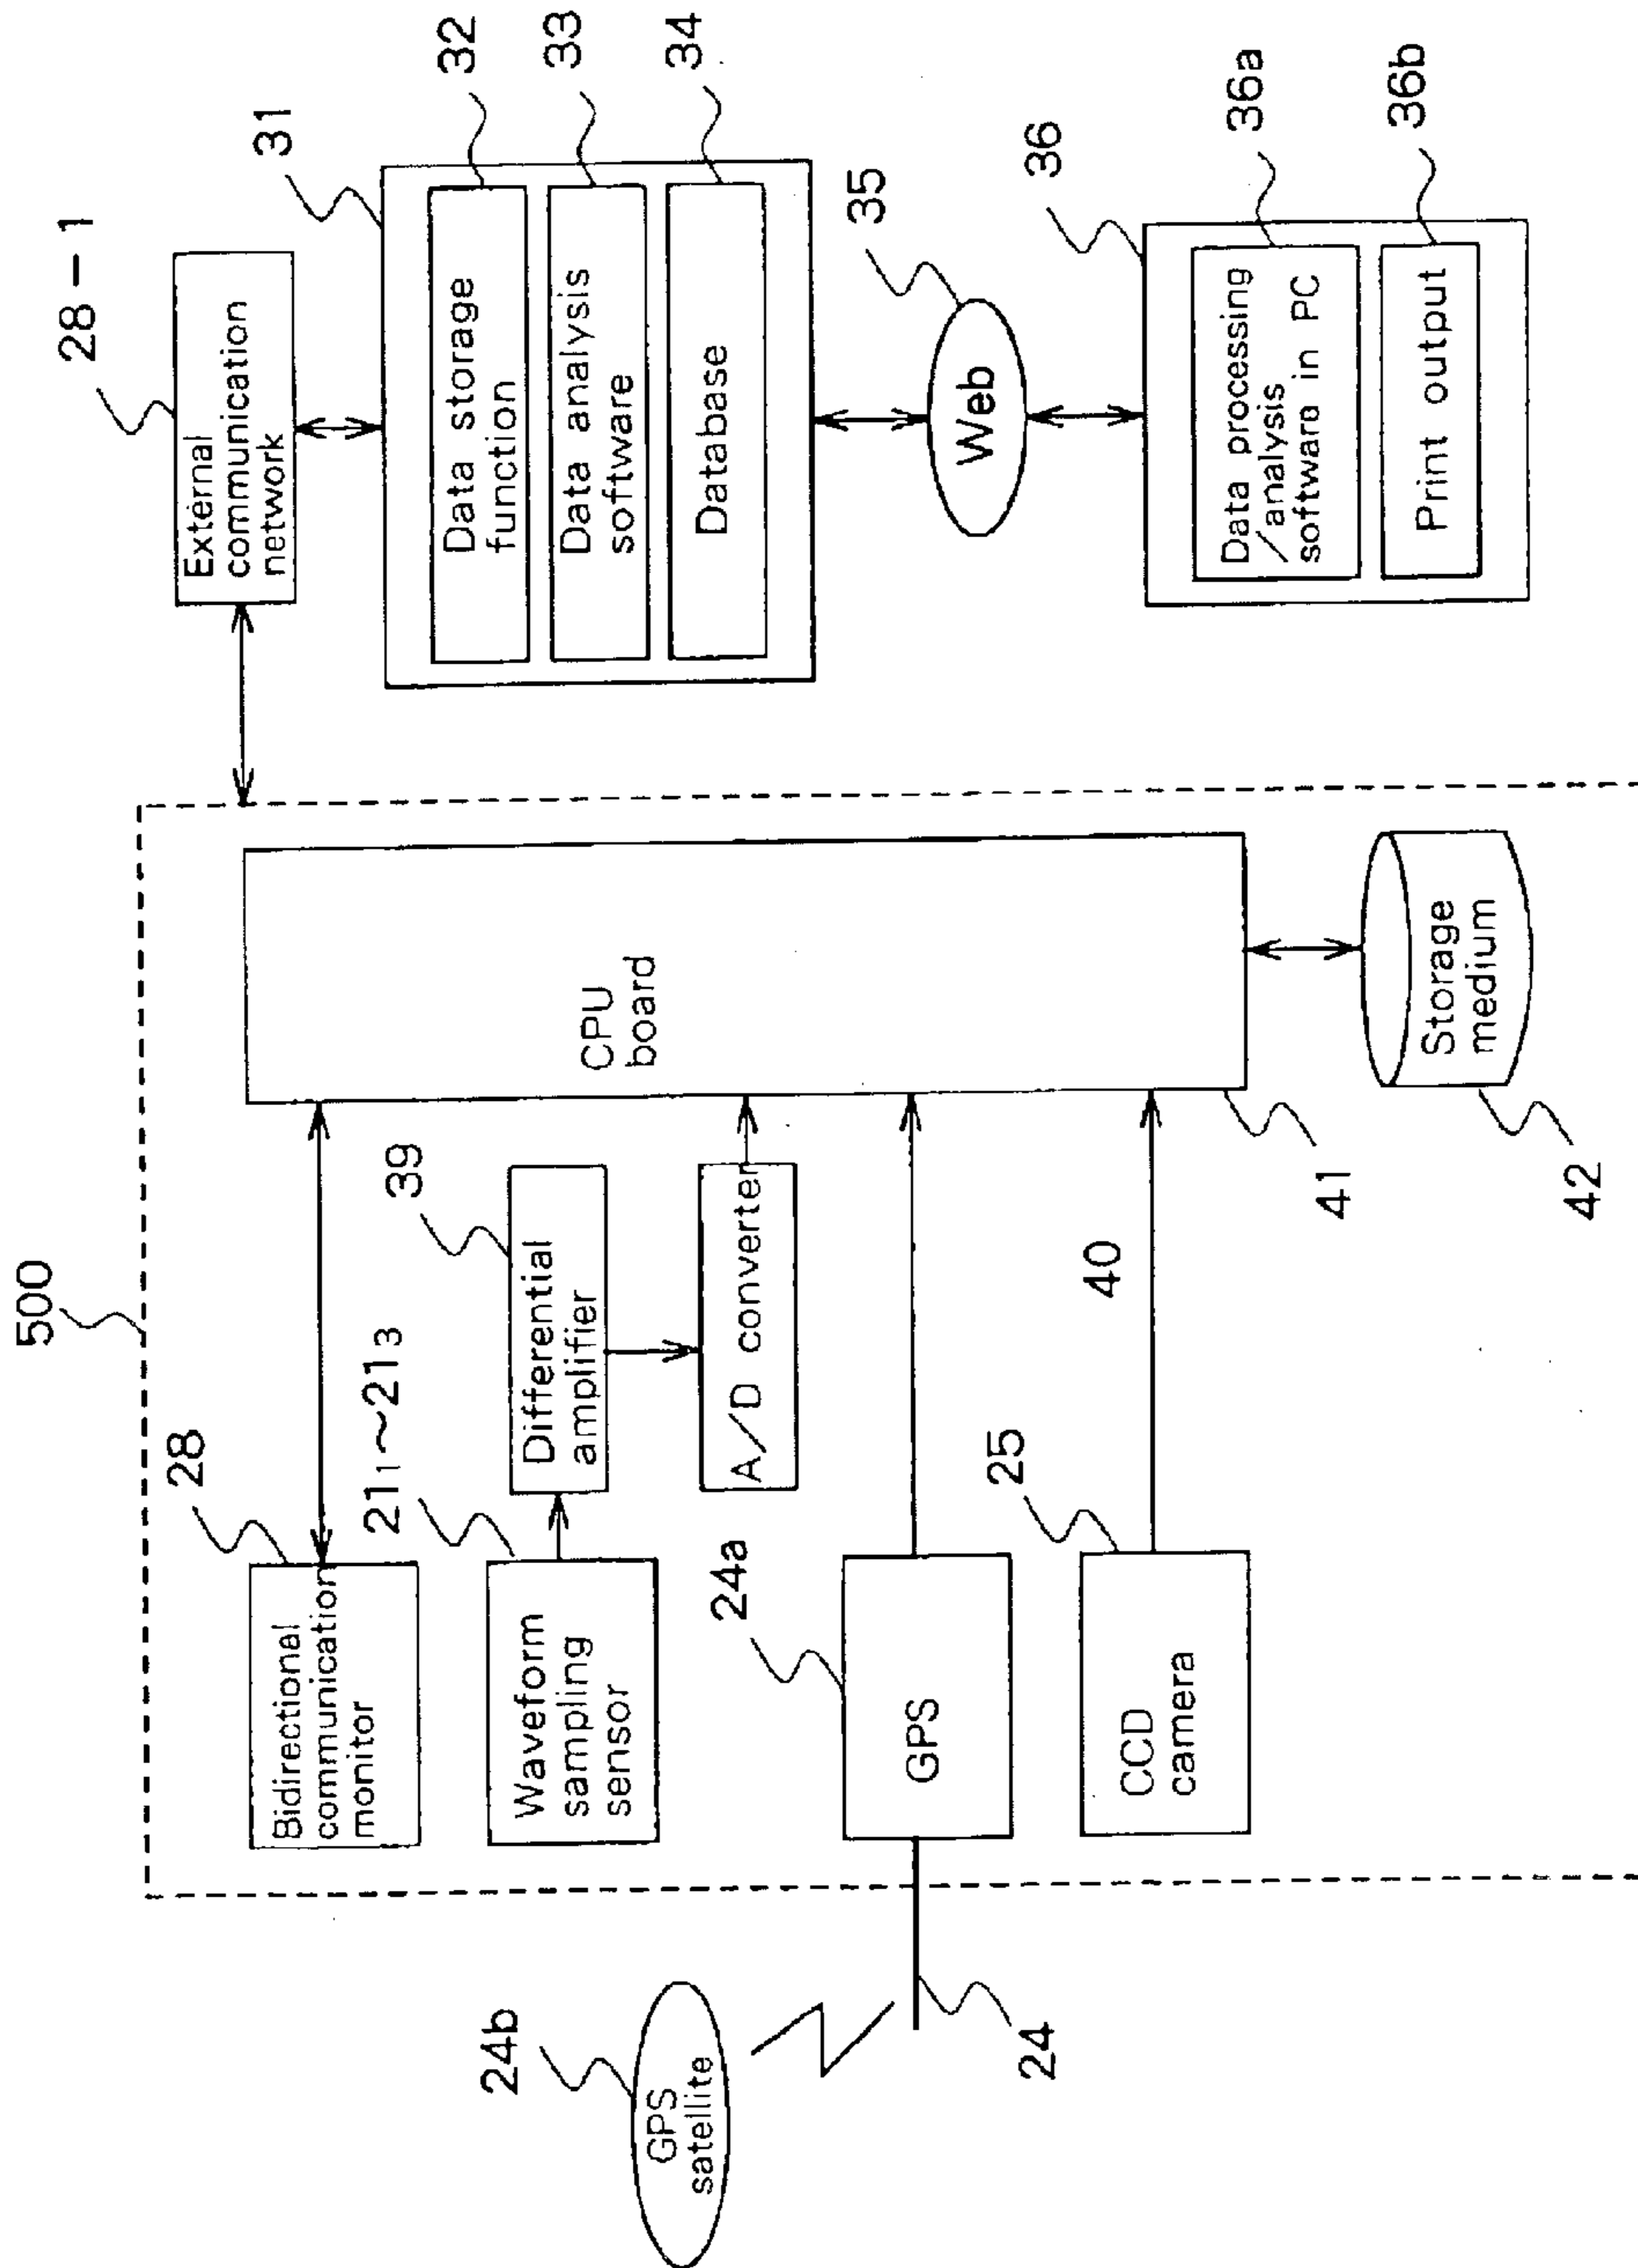 500
28
Bidirectional
communication
monitor
21₁~21₃
Waveform
sampling
sensor
39
Differential
amplifier
A/D converter
24b
GPS
satellite
24
24a
GPS
25
CCD
camera
40
CPU
board
41
Storage
medium
42
28-1
External
communication
network
31
Data storage
function
32
Data analysis
software
33
Database
34
Web
35
36
Data processing
/analysis
software in PC
36a
Print output
36b